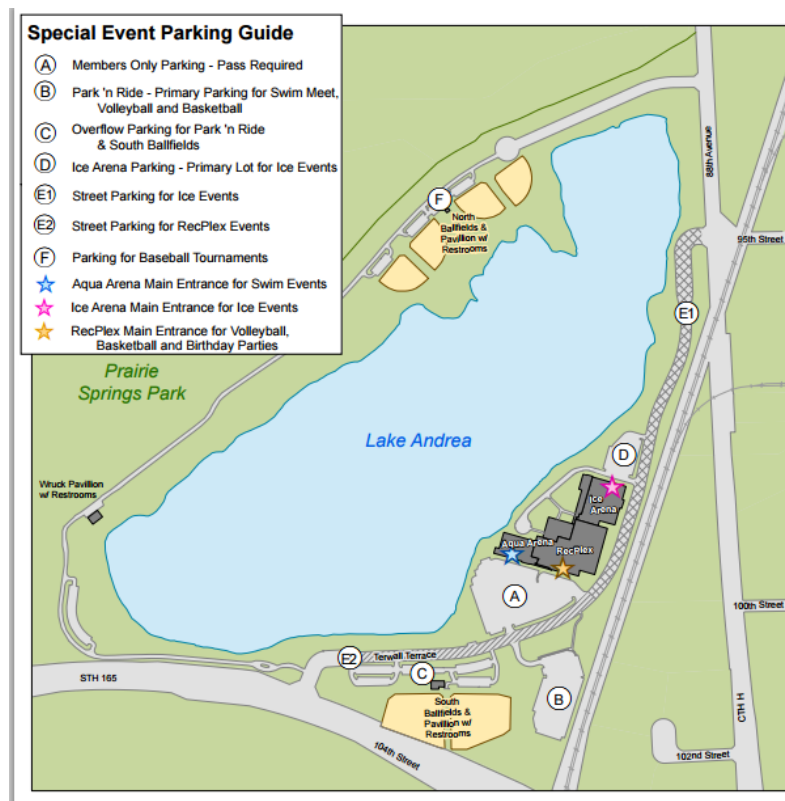 Special Event Parking Guide
A Members Only Parking - Pass Required
B Park 'n Ride - Primary Parking for Swim Meet,
Volleyball and Basketball
C Overflow Parking for Park 'n Ride
& South Ballfields
D Ice Arena Parking - Primary Lot for Ice Events
E1 Street Parking for Ice Events
E2 Street Parking for RecPlex Events
F Parking for Baseball Tournaments
Aqua Arena Main Entrance for Swim Events
Ice Arena Main Entrance for Ice Events
RecPlex Main Entrance for Volleyball,
Basketball and Birthday Parties
88th Avenue
F
North
Ballfields &
Pavillion w/
Restrooms
95th Street
E1
Prairie
Springs Park
Lake Andrea
D
Wruck Pavillion
w/ Restrooms
Ice
Arena
Aqua Arena
RecPlex
A
100th Street
Terwall Terrace
E2
STH 165
C
B
South
Ballfields &
Pavillion w/
Restrooms
CTH H
104th Street
102nd Street